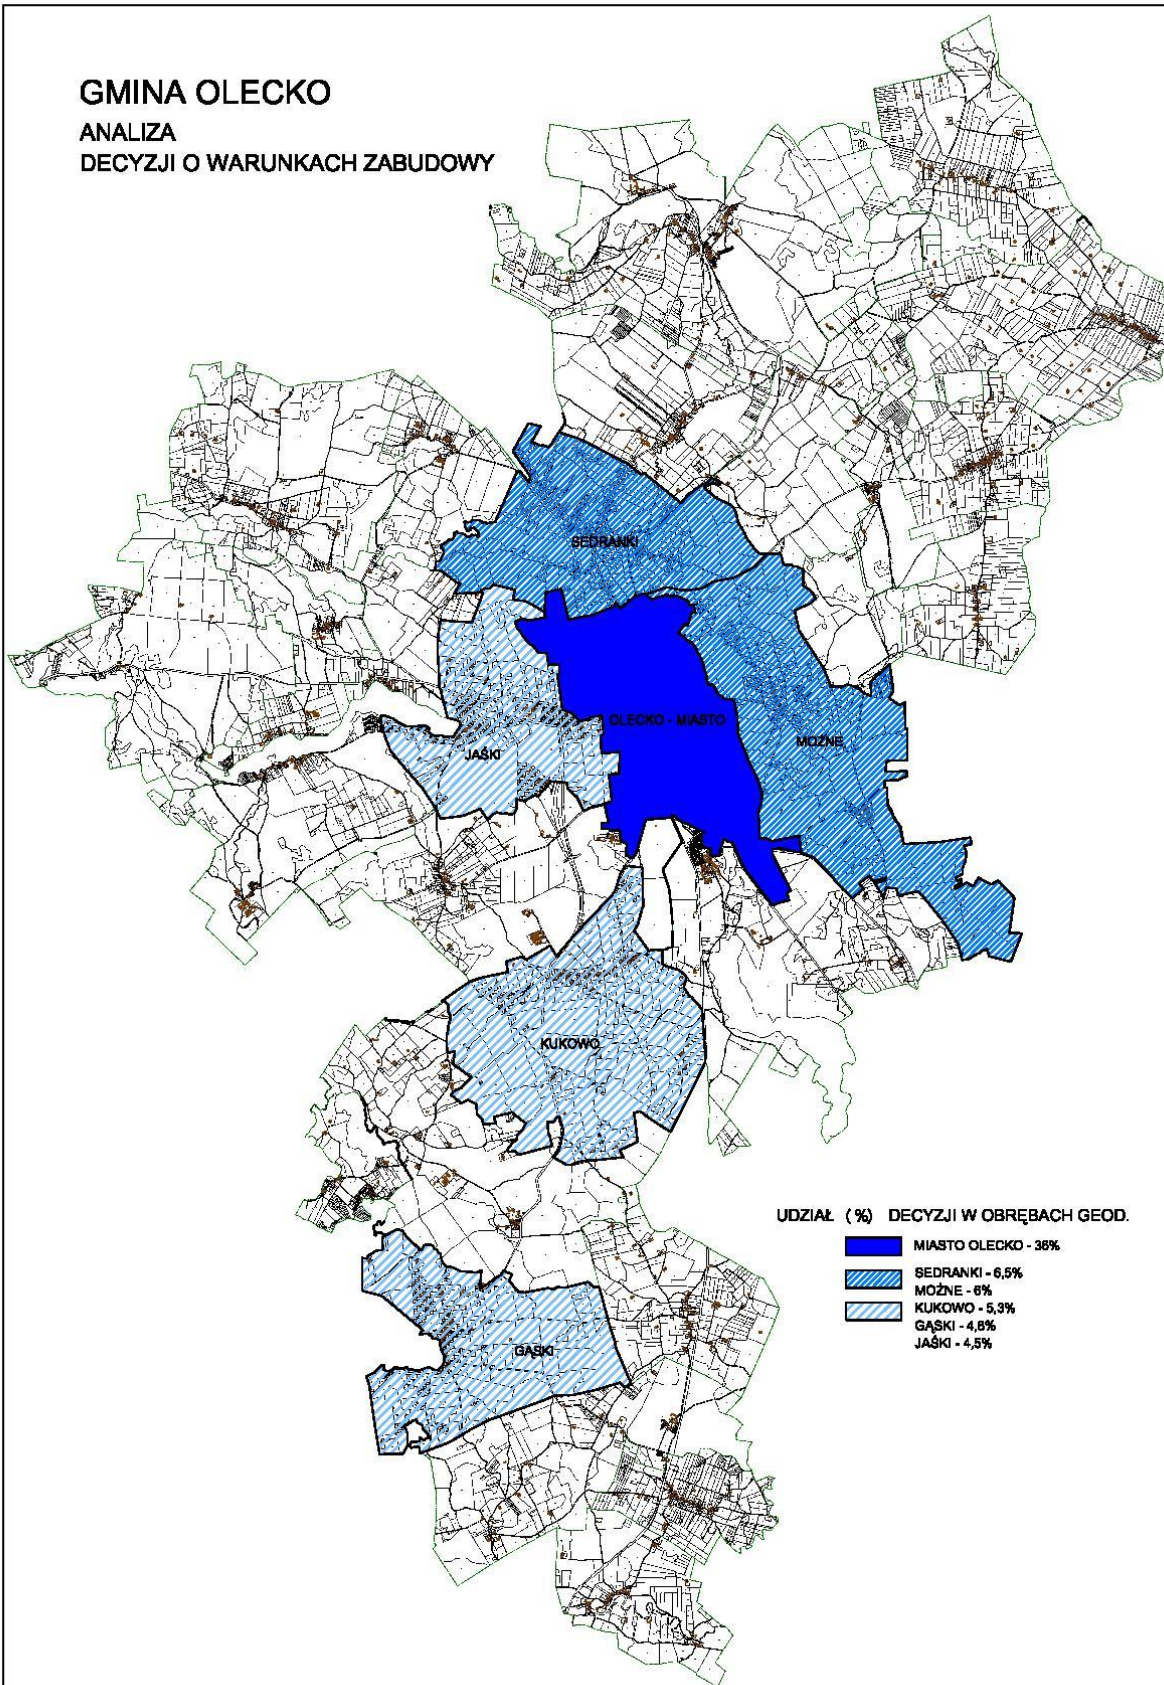 GMINA OLECKO
ANALIZA
DECYZJI O WARUNKACH ZABUDOWY
SEDRANKI
OLECKO - MIASTO
MOŻNE
JAŚKI
KUKOWO
GĄSKI
UDZIAŁ (%) DECYZJI W OBRĘBACH GEOD.
MIASTO OLECKO - 36%
SEDRANKI - 6,5%
MOŻNE - 6%
KUKOWO - 5,3%
GĄSKI - 4,8%
JAŚKI - 4,5%